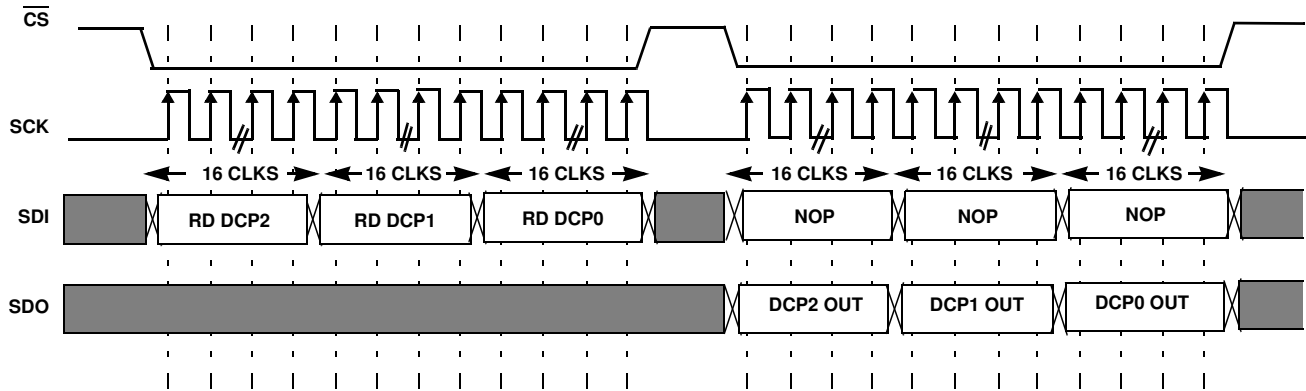 CS
SCK
16 CLKS 16 CLKS 16 CLKS 16 CLKS 16 CLKS 16 CLKS
SDI RD DCP2 RD DCP1 RD DCP0 NOP NOP NOP
SDO DCP2 OUT DCP1 OUT DCP0 OUT